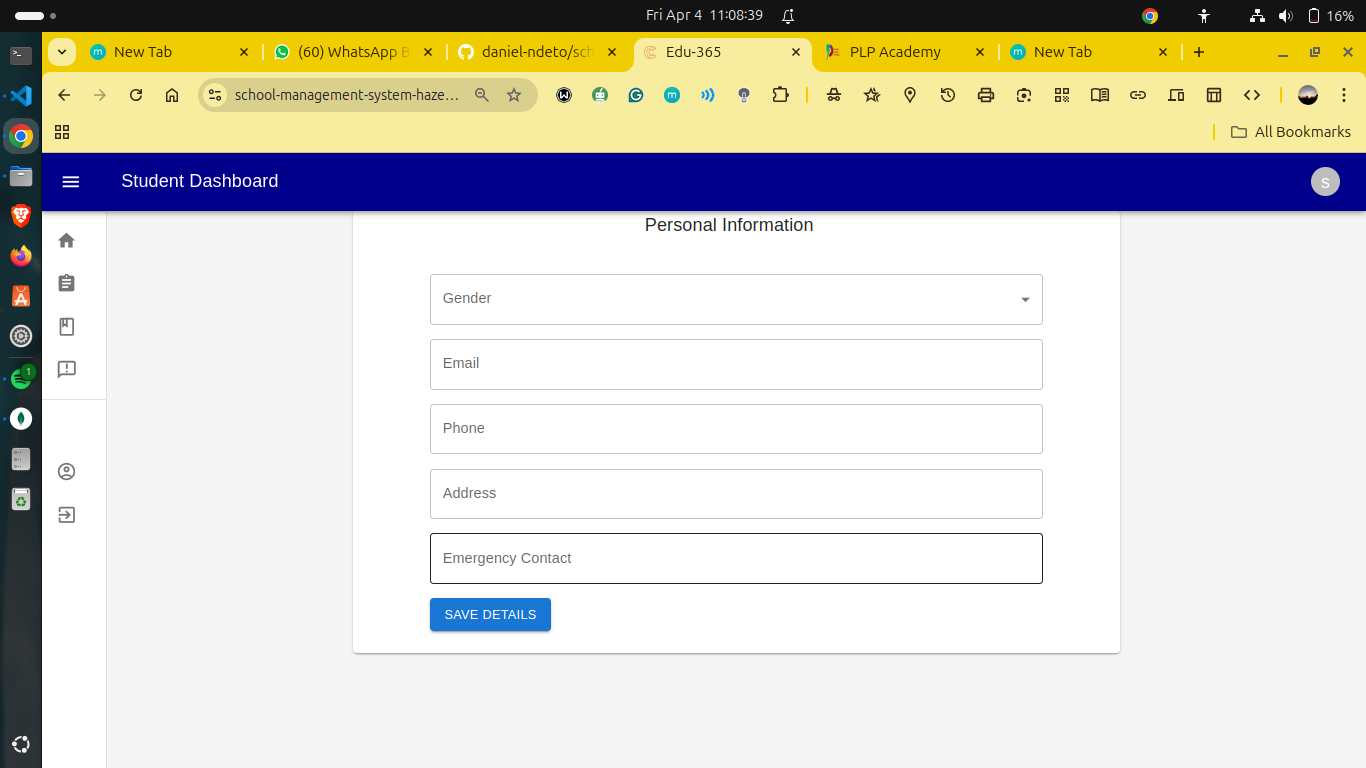 Fri Apr 4 11:08:39
16%
New Tab
(60) WhatsApp B
daniel-ndeto/sch
Edu-365
PLP Academy
New Tab
school-management-system-haze...
All Bookmarks
Student Dashboard
S
Personal Information
Gender
Email
Phone
Address
Emergency Contact
SAVE DETAILS
1